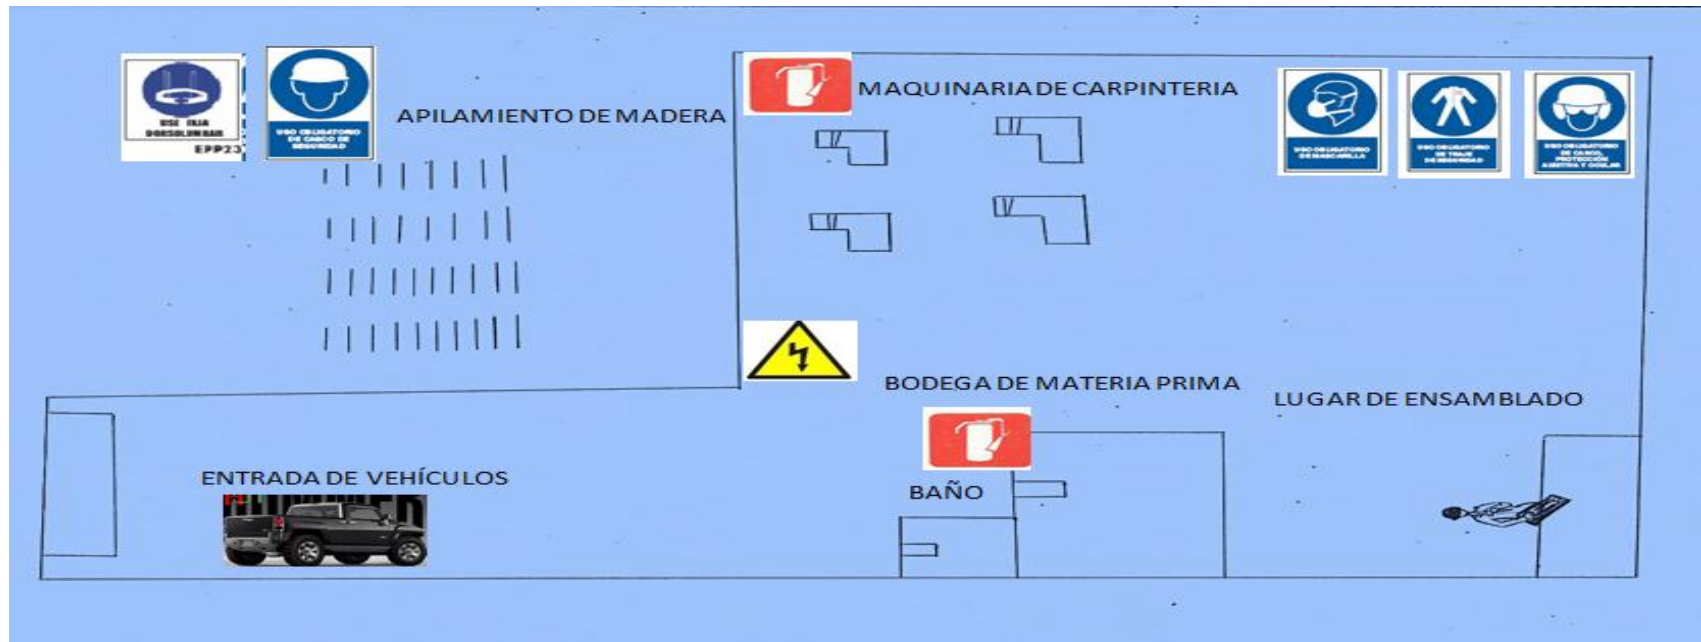 USE FAJA
DORSOLUMBAR
EPP23
USO OBLIGATORIO
DE CASCO DE
SEGURIDAD
APILAMIENTO DE MADERA
MAQUINARIA DE CARPINTERIA
USO OBLIGATORIO
DE MASCARILLA
USO OBLIGATORIO
DE TRAJE
DE SEGURIDAD
USO OBLIGATORIO
DE CASCO,
PROTECCIÓN
AUDITIVA Y OCULAR
BODEGA DE MATERIA PRIMA
LUGAR DE ENSAMBLADO
ENTRADA DE VEHÍCULOS
BAÑO